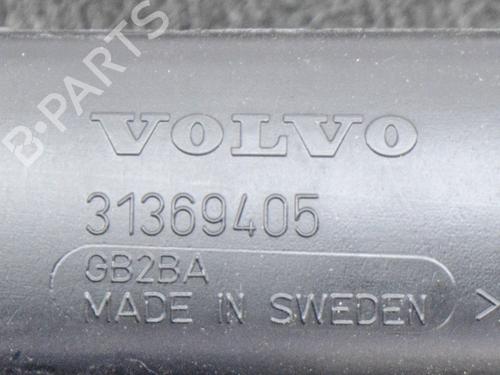 B-PARTS
VOLVO
31369405
GB2BA
MADE IN SWEDEN >